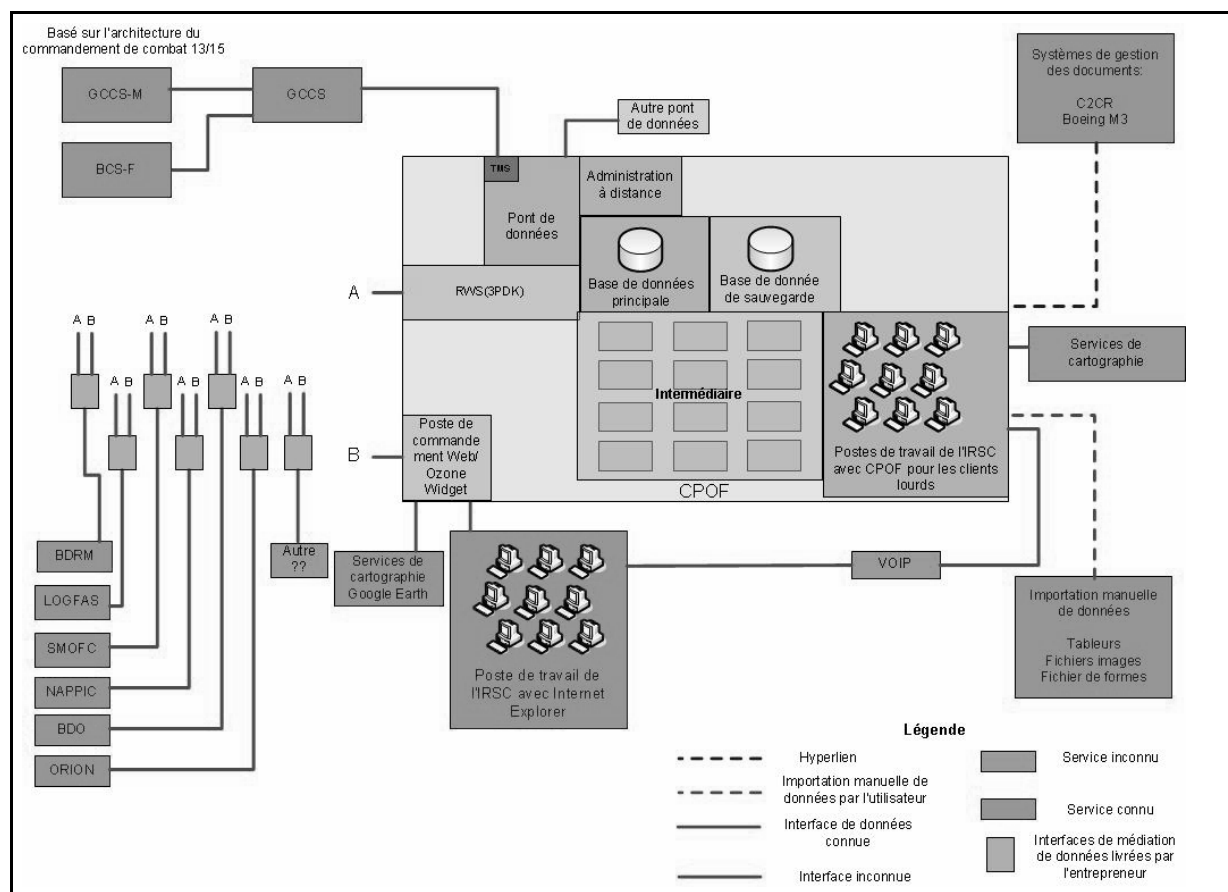 Basé sur l'architecture du
commandement de combat 13/15
GCCS-M
GCCS
BCS-F
Autre pont
de données
Systèmes de gestion
des documents:
C2CR
Boeing M3
TMS
Pont de
données
Administration
à distance
Base de données
principale
Base de donnée
de sauvegarde
A
RWS(3PDK)
Services de
cartographie
A B
A B
A B
A B
A B
A B
A B
Intermédiaire
B
Poste de
commande
ment Web/
Ozone
Widget
Postes de travail de l'IRSC
avec CPOF pour les clients
lourds
CPOF
BDRM
LOGFAS
SMOFC
NAPPIC
BDO
ORION
Autre
??
Services de
cartographie
Google Earth
Poste de travail de
l'IRSC avec Internet
Explorer
VOIP
Importation manuelle
de données
Tableurs
Fichiers images
Fichier de formes
Légende
Hyperlien
Importation manuelle de
données par l'utilisateur
Interface de données
connue
Interface inconnue
Service inconnu
Service connu
Interfaces de médiation
de données livrées par
l'entrepreneur